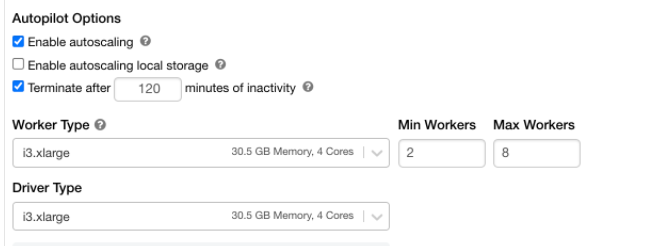 Autopilot Options
Enable autoscaling ?
Enable autoscaling local storage ?
Terminate after 120 minutes of inactivity ?
Worker Type ? Min Workers Max Workers
i3.xlarge 30.5 GB Memory, 4 Cores 2 8
Driver Type
i3.xlarge 30.5 GB Memory, 4 Cores